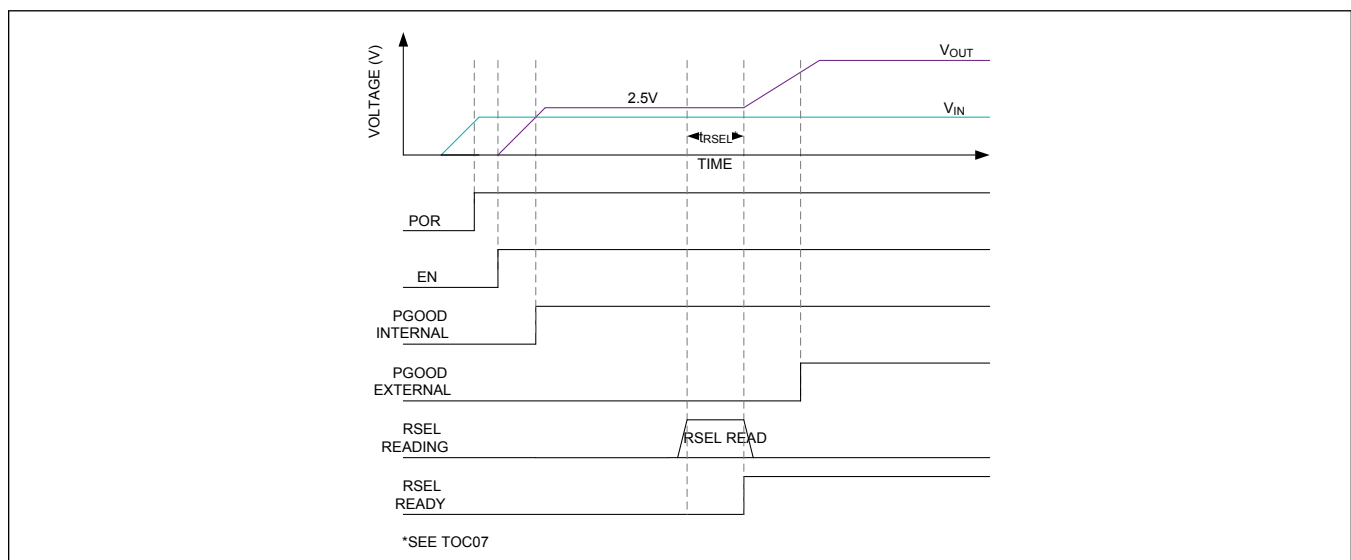 VOLTAGE (V)
VOUT
2.5V
VIN
tRSEL*
TIME
POR
EN
PGOOD
INTERNAL
PGOOD
EXTERNAL
RSEL
READING
RSEL READ
RSEL
READY
*SEE TOC07